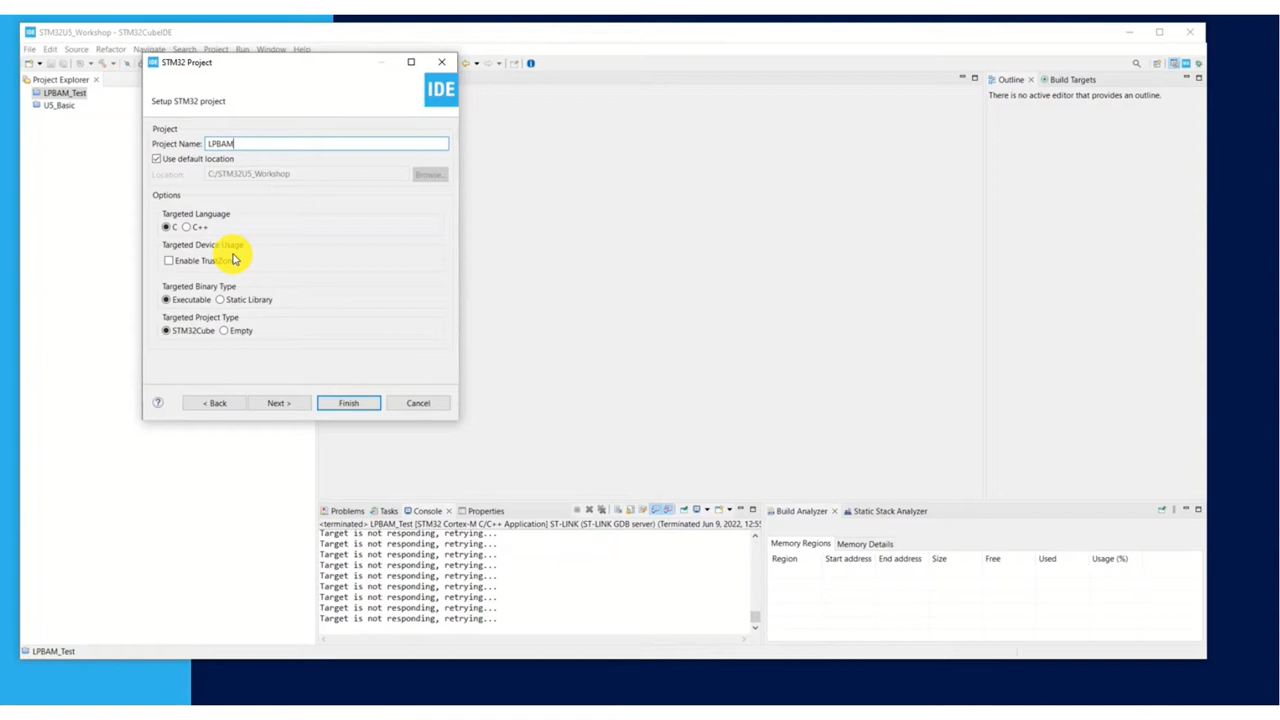 IDE STM32U5_Workshop - STM32CubeIDE
File Edit Source Refactor Navigate Search Project Run Window Help
Project Explorer
LPBAM_Test
U5_Basic
IDE STM32 Project
Setup STM32 project
IDE
Project
Project Name: LPBAM
Use default location
Location: C:/STM32U5_Workshop Browse...
Options
Targeted Language
C C++
Targeted Device Usage
Enable TrustZone
Targeted Binary Type
Executable Static Library
Targeted Project Type
STM32Cube Empty
? < Back Next > Finish Cancel
Outline Build Targets
There is no active editor that provides an outline.
Problems Tasks Console Properties
<terminated> LPBAM_Test [STM32 Cortex-M C/C++ Application] ST-LINK (ST-LINK GDB server) (Terminated Jun 9, 2022, 12:55
Target is not responding, retrying...
Target is not responding, retrying...
Target is not responding, retrying...
Target is not responding, retrying...
Target is not responding, retrying...
Target is not responding, retrying...
Target is not responding, retrying...
Target is not responding, retrying...
Target is not responding, retrying...
Build Analyzer Static Stack Analyzer
Memory Regions Memory Details
Region Start address End address Size Free Used Usage (%)
LPBAM_Test